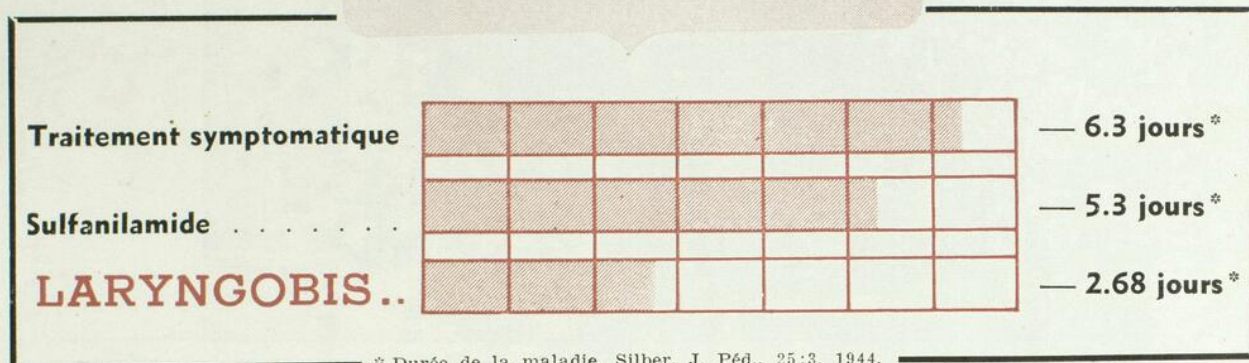 Traitement symptomatique — 6.3 jours*
Sulfanilamide . . . . . . . — 5.3 jours*
LARYNGOBIS.. — 2.68 jours*
* Durée de la maladie. Silber, J. Péd., 25:3, 1944.